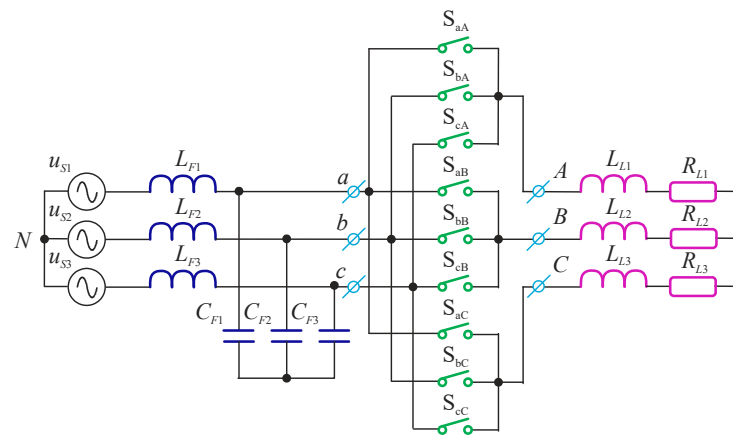 S_aA
S_bA
S_cA
u_S1 L_F1 a S_aB A L_L1 R_L1
N u_S2 L_F2 b S_bB B L_L2 R_L2
u_S3 L_F3 c S_cB C L_L3 R_L3
C_F1 C_F2 C_F3 S_aC
S_bC
S_cC